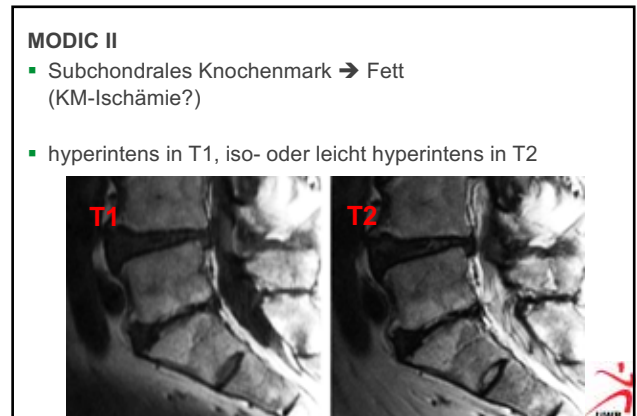 MODIC II
▪ Subchondrales Knochenmark ➔ Fett
(KM-Ischämie?)
▪ hyperintens in T1, iso- oder leicht hyperintens in T2
T1
T2